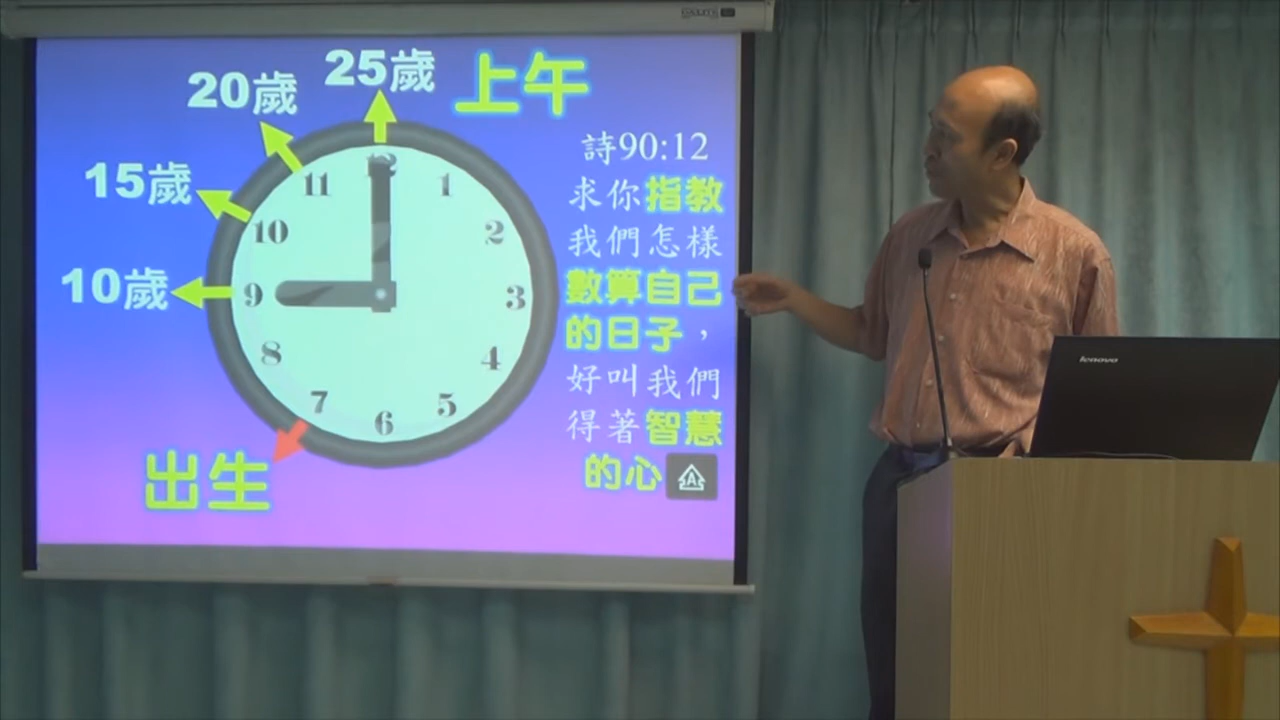 25歲
上午
20歲
15歲
10歲
出生
12
1
2
3
4
5
6
7
8
9
10
11
詩90:12
求你指教
我們怎樣
數算自己
的日子，
好叫我們
得著智慧
的心
A
lenovo